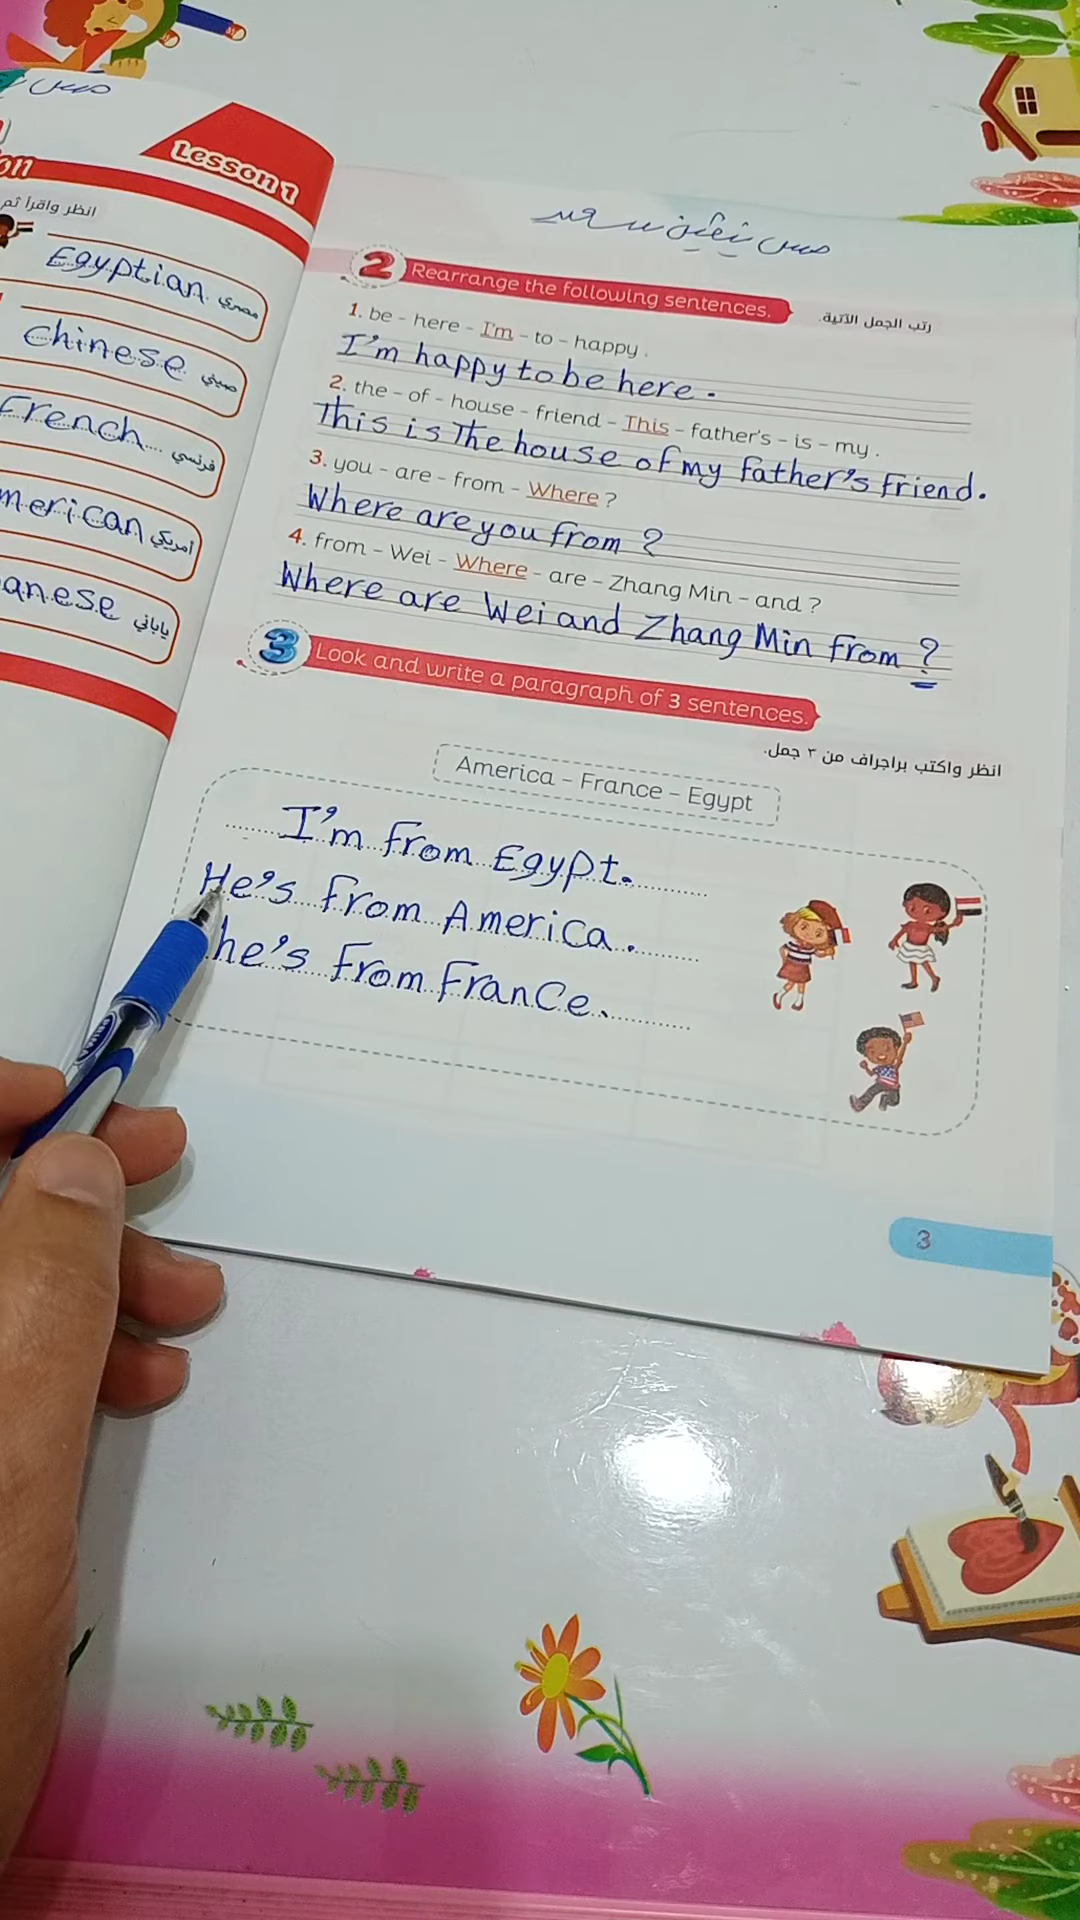 Lesson 1
انظر واقرأ ثم
Egyptian مصري
Chinese صيني
French فرنسي
merican أمريكي
anese ياباني
2 Rearrange the following sentences. رتب الجمل الآتية.
1. be - here - I'm - to - happy .
I'm happy to be here.
2. the - of - house - friend - This - father's - is - my .
This is The house of my father's friend.
3. you - are - from - Where ?
Where are you from ?
4. from - Wei - Where - are - Zhang Min - and ?
Where are Wei and Zhang Min from ?
3 Look and write a paragraph of 3 sentences.
انظر واكتب براجراف من ٣ جمل.
America - France - Egypt
I'm from Egypt.
He's from America.
he's from France.
3